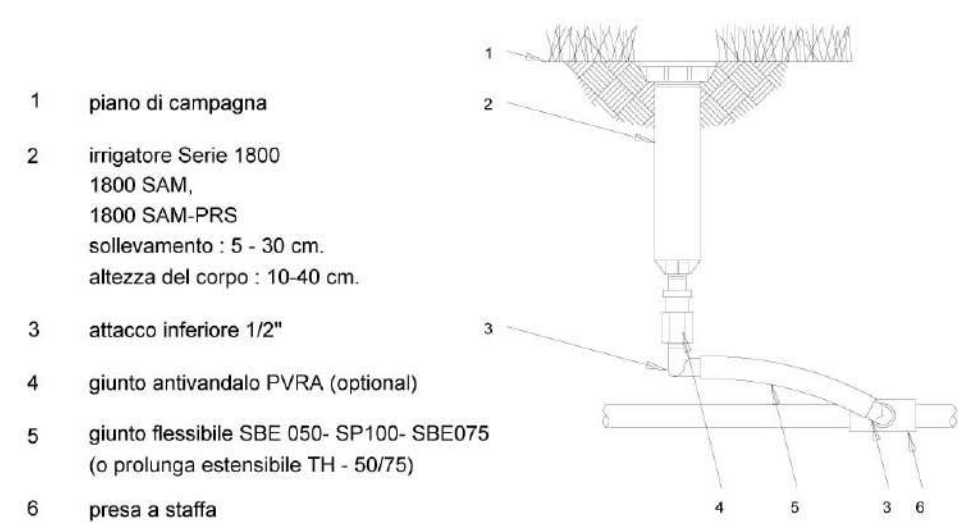 1 piano di campagna
2 irrigatore Serie 1800
1800 SAM,
1800 SAM-PRS
sollevamento : 5 - 30 cm.
altezza del corpo : 10-40 cm.
3 attacco inferiore 1/2"
4 giunto antivandalo PVRA (optional)
5 giunto flessibile SBE 050- SP100- SBE075
(o prolunga estensibile TH - 50/75)
6 presa a staffa
1
2
3
4 5 3 6